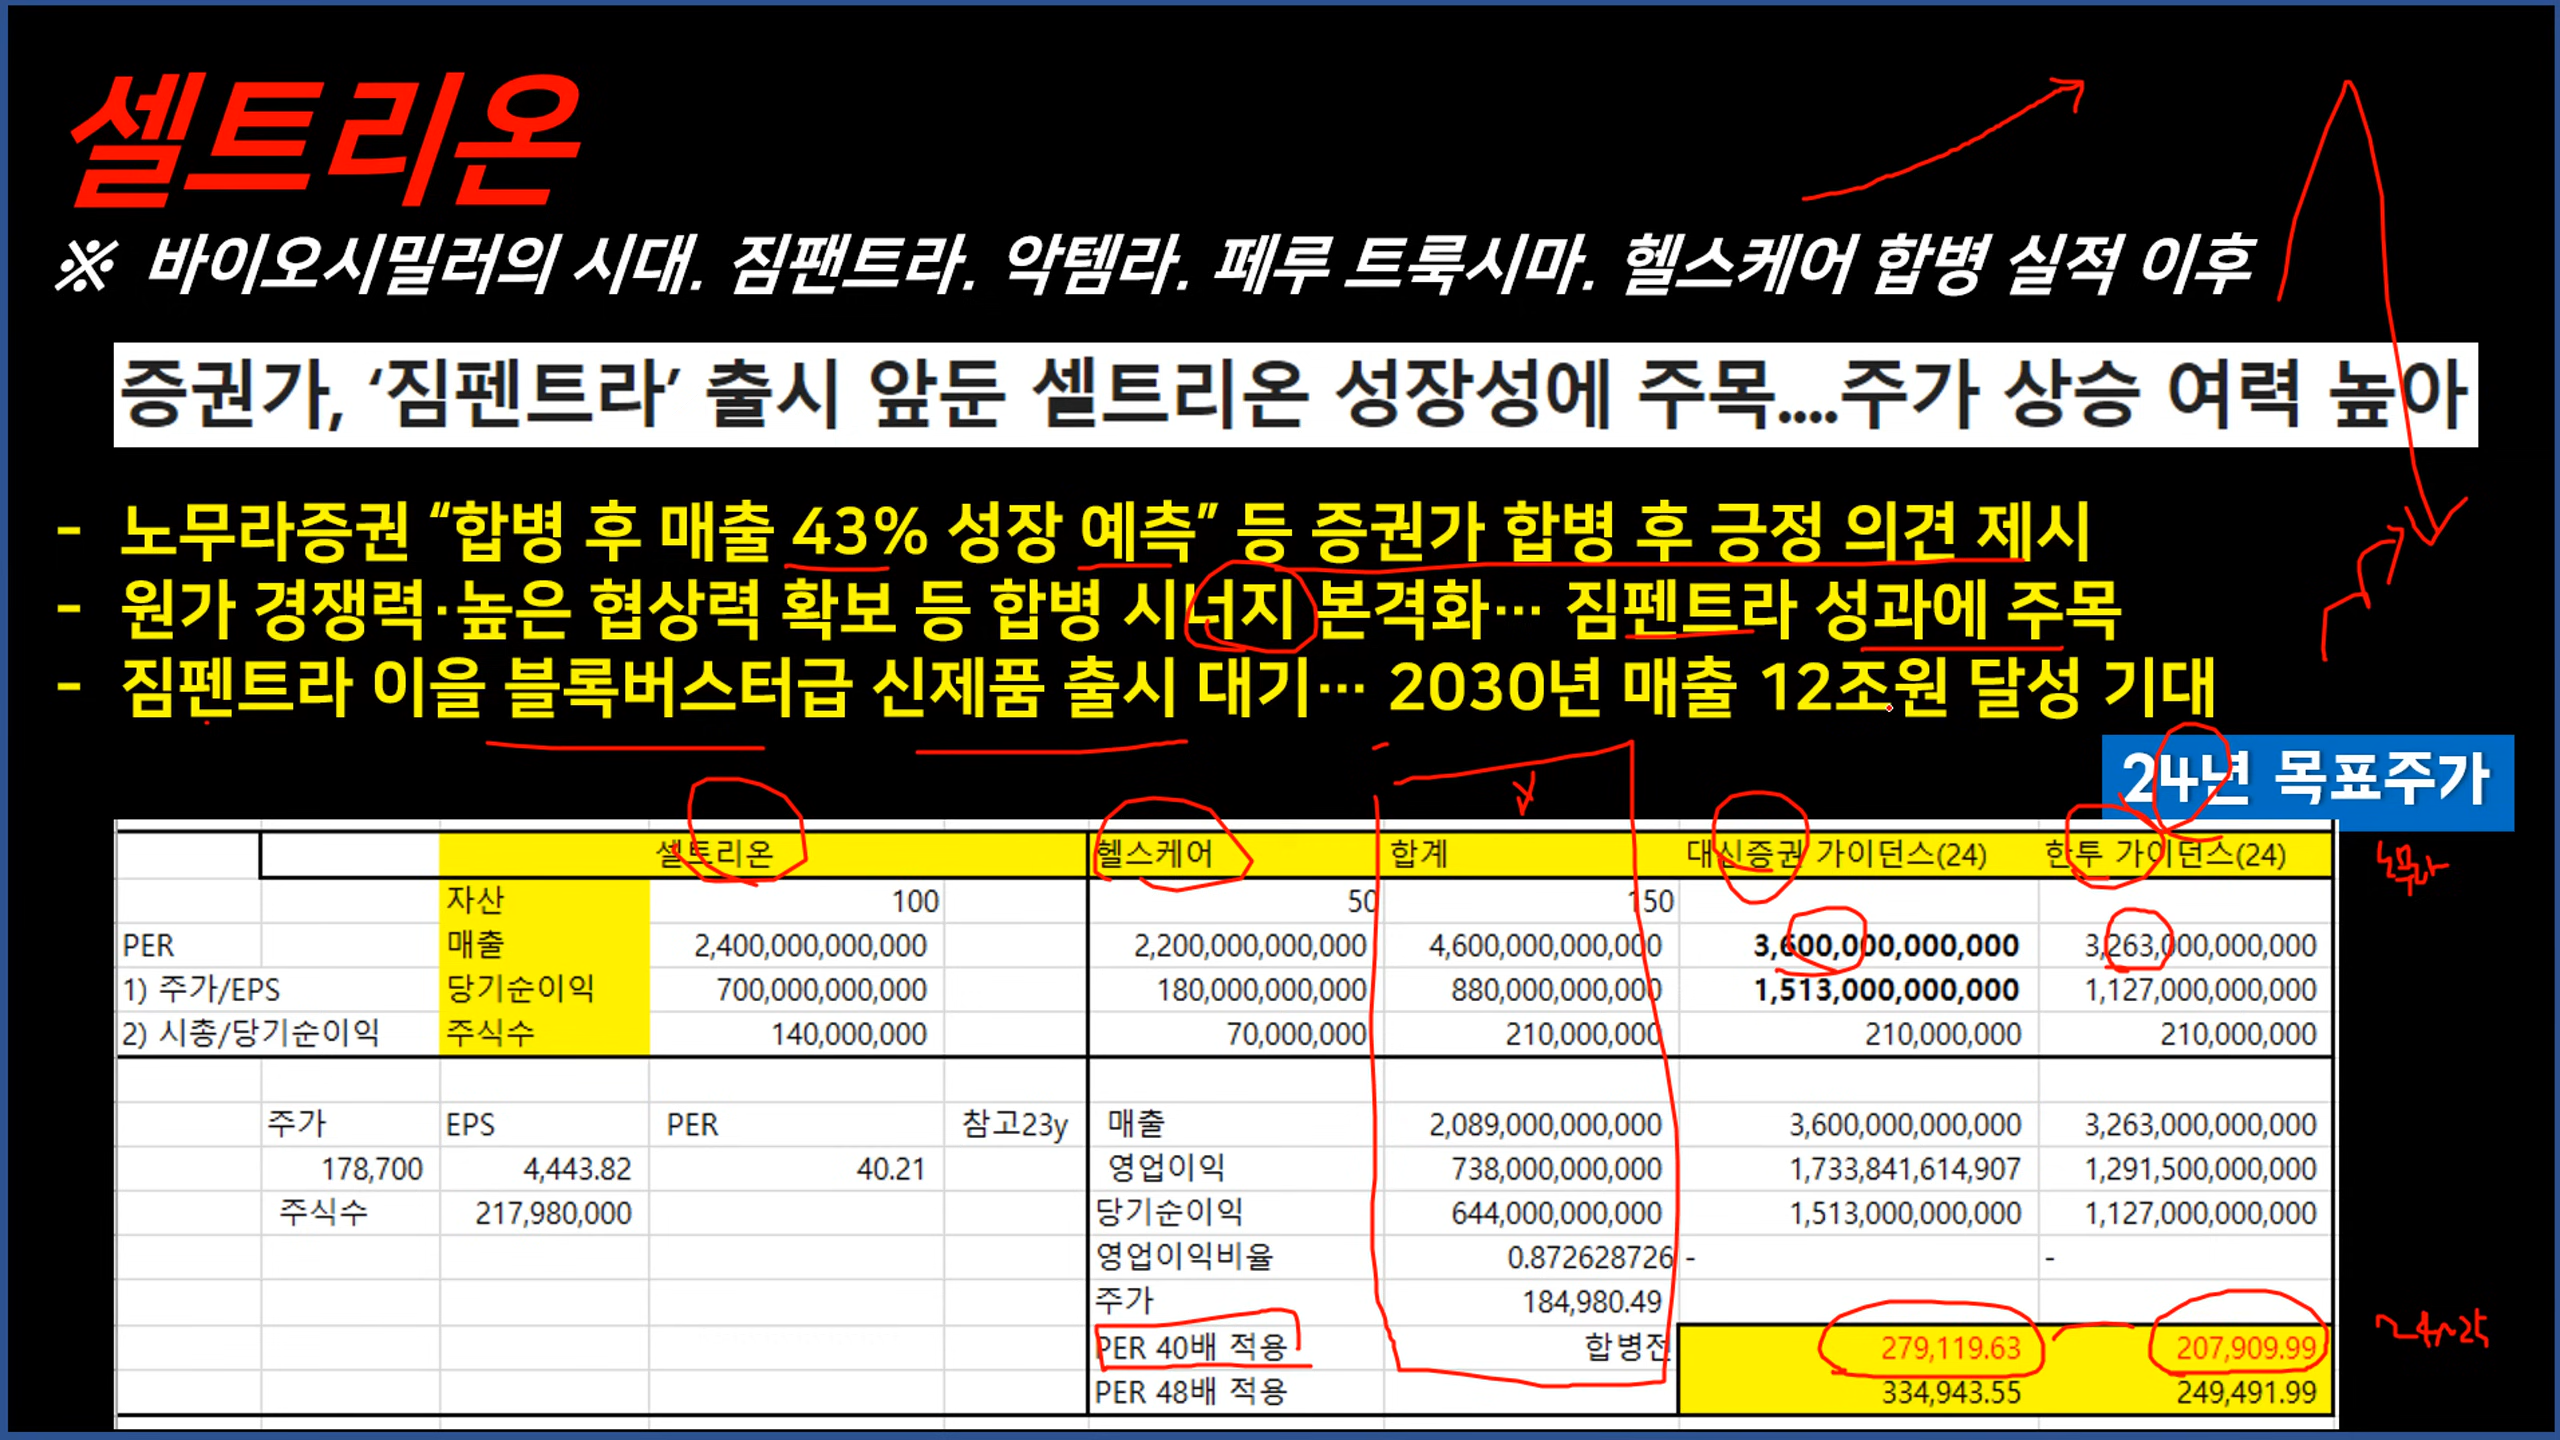 셀트리온
※ 바이오시밀러의 시대. 짐팬트라. 악템라. 페루 트룩시마. 헬스케어 합병 실적 이후
증권가, ‘짐펜트라’ 출시 앞둔 셀트리온 성장성에 주목....주가 상승 여력 높아
- 노무라증권 “합병 후 매출 43% 성장 예측” 등 증권가 합병 후 긍정 의견 제시
- 원가 경쟁력·높은 협상력 확보 등 합병 시너지 본격화… 짐펜트라 성과에 주목
- 짐펜트라 이을 블록버스터급 신제품 출시 대기… 2030년 매출 12조원 달성 기대
24년 목표주가
셀트리온 헬스케어 합계 대신증권 가이던스(24) 한투 가이던스(24)
자산 100 50 150
PER 매출 2,400,000,000,000 2,200,000,000,000 4,600,000,000,000 3,600,000,000,000 3,263,000,000,000
1) 주가/EPS 당기순이익 700,000,000,000 180,000,000,000 880,000,000,000 1,513,000,000,000 1,127,000,000,000
2) 시총/당기순이익 주식수 140,000,000 70,000,000 210,000,000 210,000,000 210,000,000
주가 EPS PER 참고23y 매출 2,089,000,000,000 3,600,000,000,000 3,263,000,000,000
178,700 4,443.82 40.21 영업이익 738,000,000,000 1,733,841,614,907 1,291,500,000,000
주식수 217,980,000 당기순이익 644,000,000,000 1,513,000,000,000 1,127,000,000,000
영업이익비율 0.872628726 - -
주가 184,980.49
PER 40배 적용 합병전 279,119.63 207,909.99
PER 48배 적용 334,943.55 249,491.99